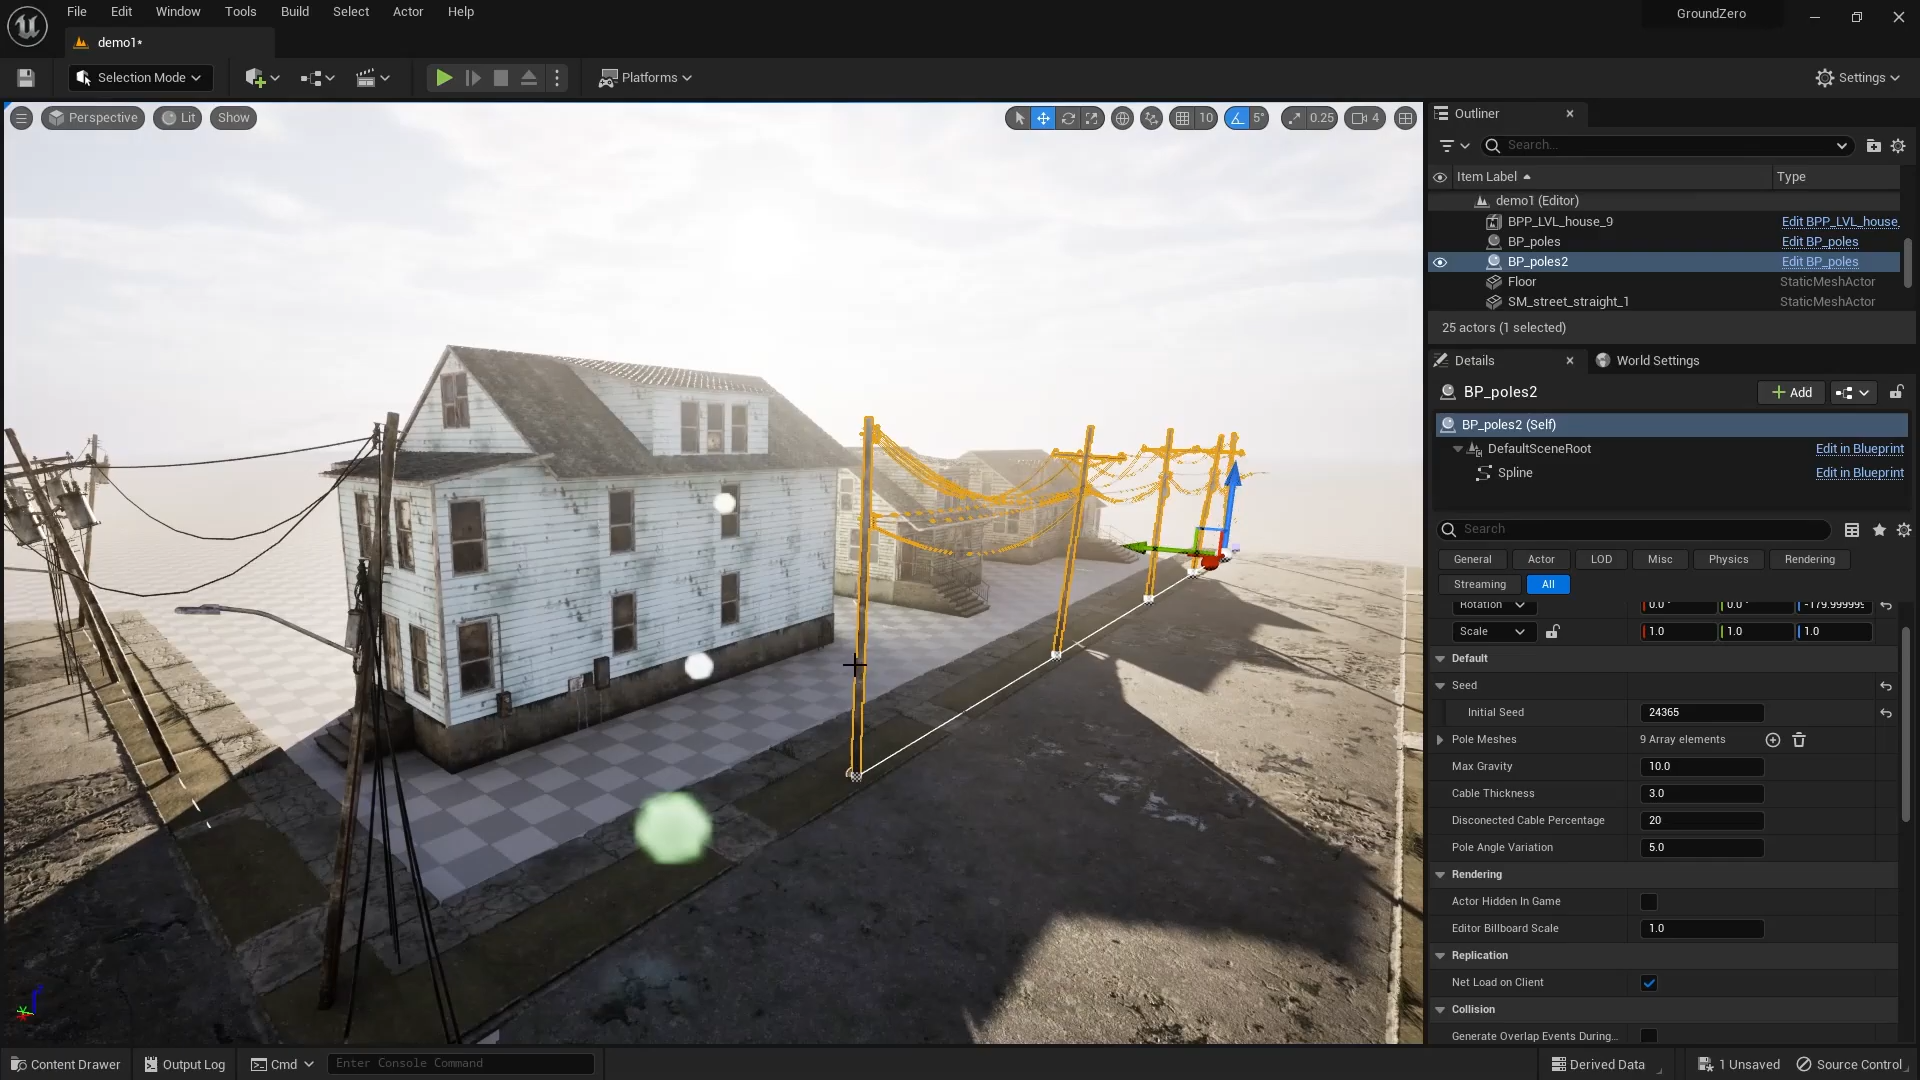 File Edit Window Tools Build Select Actor Help
GroundZero
demo1*
Selection Mode
Platforms
Settings
Perspective
Lit
Show
10
5°
0.25
4
Outliner
Search...
Item Label
Type
demo1 (Editor)
BPP_LVL_house_9 Edit BPP_LVL_house_
BP_poles Edit BP_poles
BP_poles2 Edit BP_poles
Floor StaticMeshActor
SM_street_straight_1 StaticMeshActor
25 actors (1 selected)
Details
World Settings
BP_poles2
Add
BP_poles2 (Self)
DefaultSceneRoot Edit in Blueprint
Spline Edit in Blueprint
Search
General Actor LOD Misc Physics Rendering
Streaming All
Rotation 0.0° 0.0° -179.99999
Scale 1.0 1.0 1.0
Default
Seed
Initial Seed 24365
Pole Meshes 9 Array elements
Max Gravity 10.0
Cable Thickness 3.0
Disconected Cable Percentage 20
Pole Angle Variation 5.0
Rendering
Actor Hidden In Game
Editor Billboard Scale 1.0
Replication
Net Load on Client
Collision
Generate Overlap Events During...
Content Drawer
Output Log
Cmd
Enter Console Command
Derived Data
1 Unsaved
Source Control